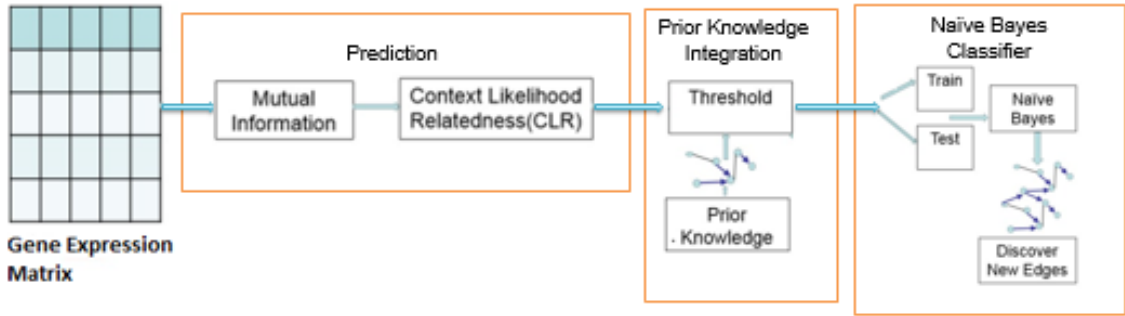 Gene Expression
Matrix
Prediction
Mutual
Information
Context Likelihood
Relatedness(CLR)
Prior Knowledge
Integration
Threshold
Prior
. Knowledge
Naïve Bayes
Classifier
Train
Test
Naïve
Bayes
Discover
New Edges